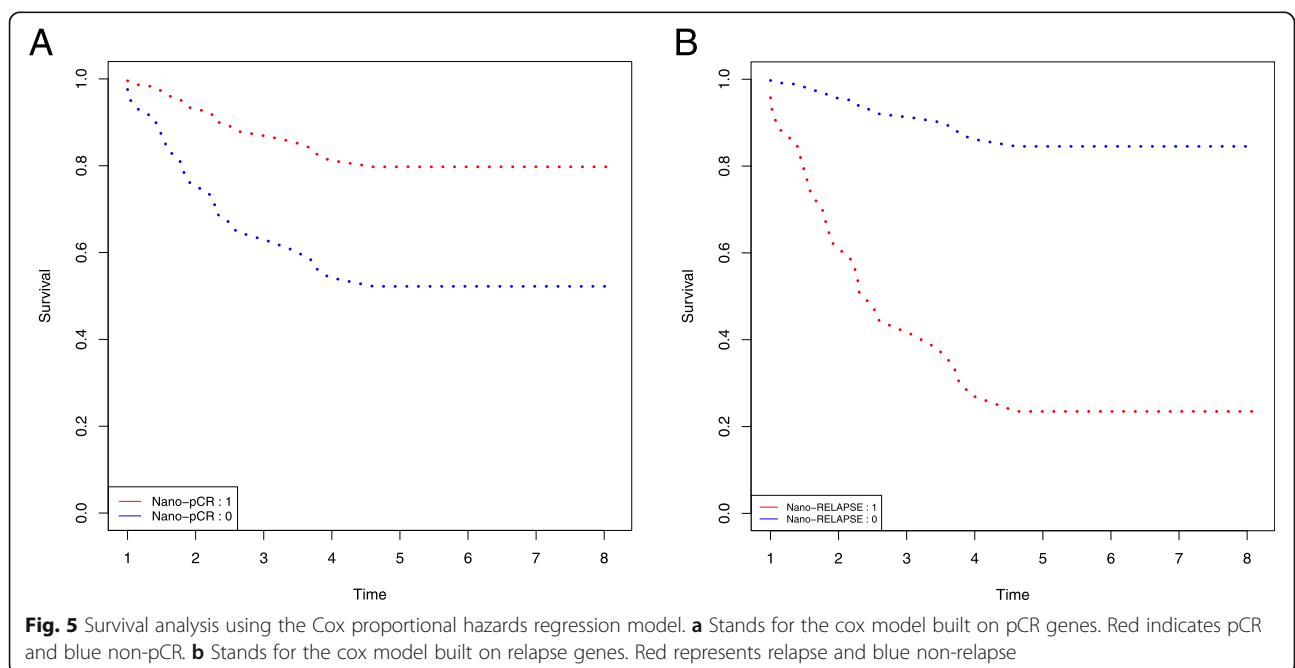 A
B
1.0
0.8
0.6
0.4
0.2
0.0
Survival
Nano-pCR : 1
Nano-pCR : 0
1 2 3 4 5 6 7 8
Time
1.0
0.8
0.6
0.4
0.2
0.0
Survival
Nano-RELAPSE : 1
Nano-RELAPSE : 0
1 2 3 4 5 6 7 8
Time
Fig. 5 Survival analysis using the Cox proportional hazards regression model. a Stands for the cox model built on pCR genes. Red indicates pCR
and blue non-pCR. b Stands for the cox model built on relapse genes. Red represents relapse and blue non-relapse